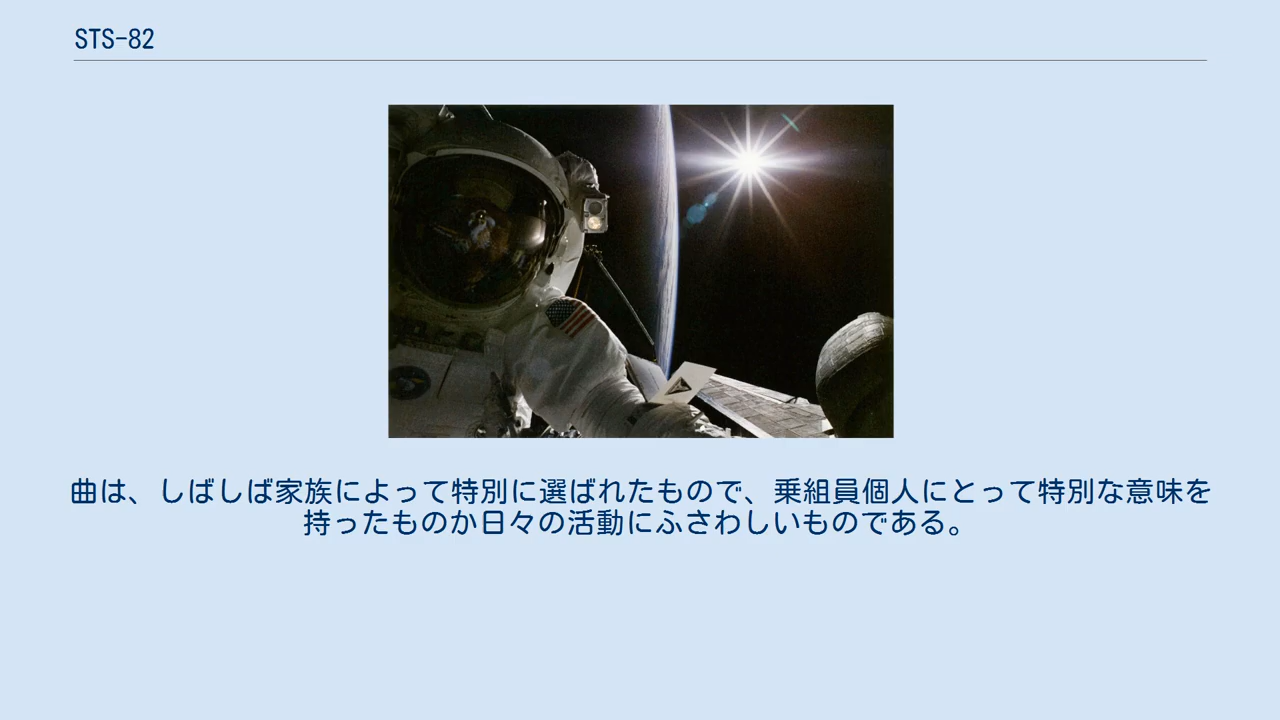 STS-82
曲は、しばしば家族によって特別に選ばれたもので、乗組員個人にとって特別な意味を
持ったものか日々の活動にふさわしいものである。